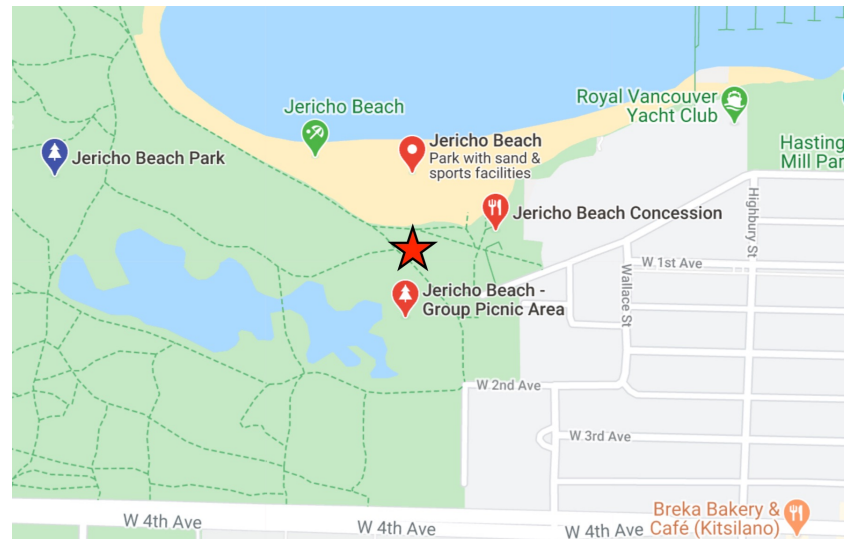 Jericho Beach
Royal Vancouver
Yacht Club
Jericho Beach
Park with sand &
sports facilities
Hasting
Mill Par
Jericho Beach Park
Jericho Beach Concession
Highbury St
W 1st Ave
Wallace St
Jericho Beach -
Group Picnic Area
W 2nd Ave
W 3rd Ave
Breka Bakery &
Café (Kitsilano)
W 4th Ave
W 4th Ave
W 4th Ave